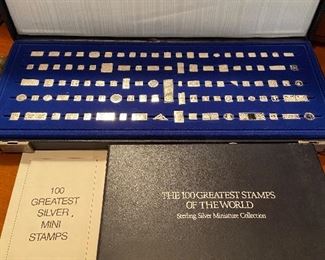 100
GREATEST
SILVER
MINI
STAMPS
THE 100 GREATEST STAMPS
OF THE WORLD
Sterling Silver Miniature Collection